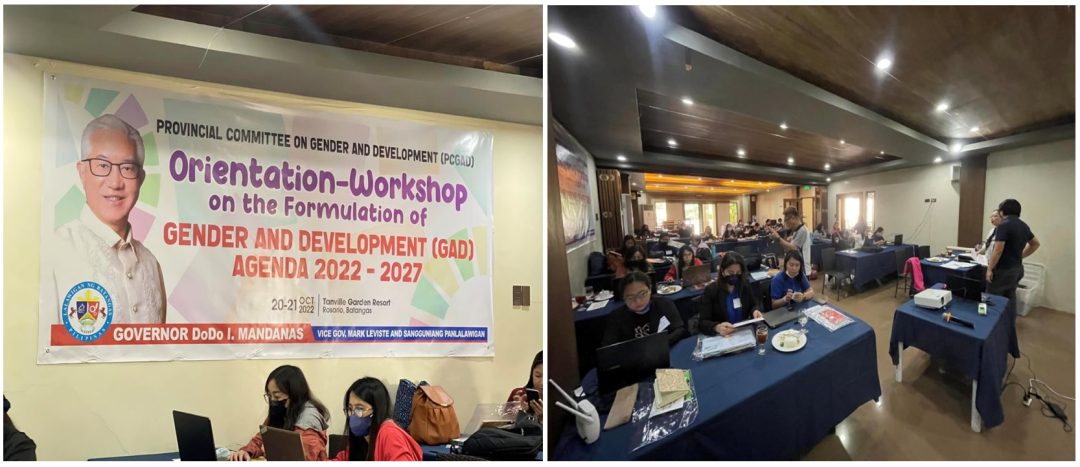 PROVINCIAL COMMITTEE ON GENDER AND DEVELOPMENT (PCGAD)
Orientation-Workshop
on the Formulation of
GENDER AND DEVELOPMENT (GAD)
AGENDA 2022 - 2027
20-21 OCT. 2022
Tanville Garden Resort
Rosario, Batangas
GOVERNOR DoDo I. MANDANAS
VICE GOV. MARK LEVISTE AND SANGGUNIANG PANLALAWIGAN